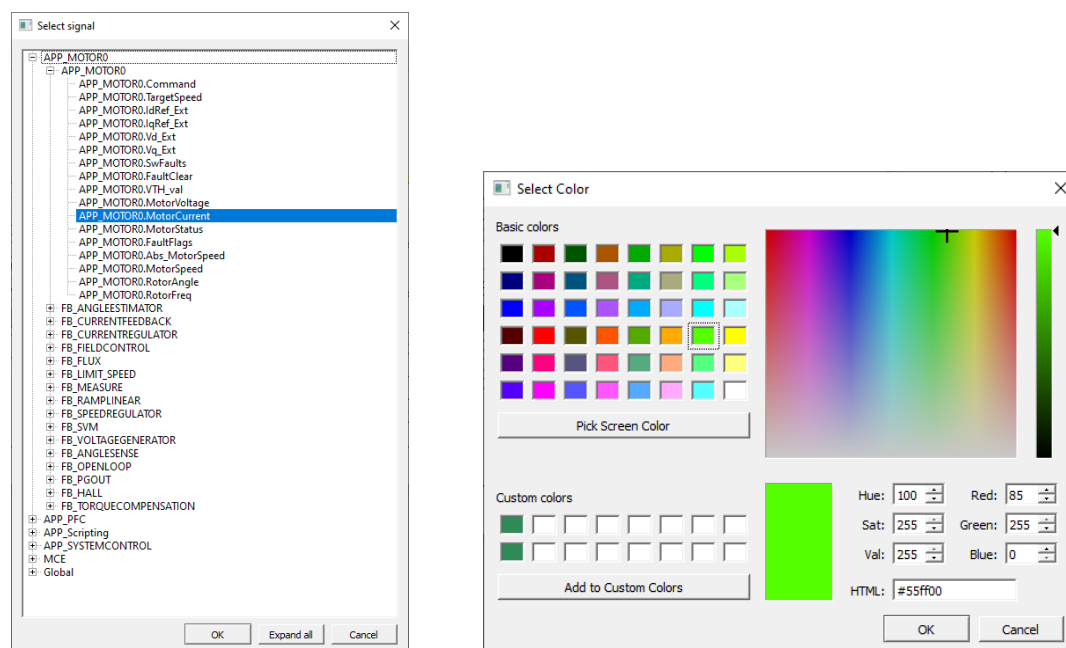 Select signal
APP_MOTOR0
APP_MOTOR0
APP_MOTOR0.Command
APP_MOTOR0.TargetSpeed
APP_MOTOR0.IdRef_Ext
APP_MOTOR0.IqRef_Ext
APP_MOTOR0.Vd_Ext
APP_MOTOR0.Vq_Ext
APP_MOTOR0.SwFaults
APP_MOTOR0.FaultClear
APP_MOTOR0.VTH_val
APP_MOTOR0.MotorVoltage
APP_MOTOR0.MotorCurrent
APP_MOTOR0.MotorStatus
APP_MOTOR0.FaultFlags
APP_MOTOR0.Abs_MotorSpeed
APP_MOTOR0.MotorSpeed
APP_MOTOR0.RotorAngle
APP_MOTOR0.RotorFreq
FB_ANGLEESTIMATOR
FB_CURRENTFEEDBACK
FB_CURRENTREGULATOR
FB_FIELDCONTROL
FB_FLUX
FB_LIMIT_SPEED
FB_MEASURE
FB_RAMPLINEAR
FB_SPEEDREGULATOR
FB_SVM
FB_VOLTAGEGENERATOR
FB_ANGLESENSE
FB_OPENLOOP
FB_PGOUT
FB_HALL
FB_TORQUECOMPENSATION
APP_PFC
APP_Scripting
APP_SYSTEMCONTROL
MCE
Global
OK Expand all Cancel
Select Color
Basic colors
Pick Screen Color
Custom colors
Add to Custom Colors
Hue: 100 Red: 85
Sat: 255 Green: 255
Val: 255 Blue: 0
HTML: #55ff00
OK Cancel